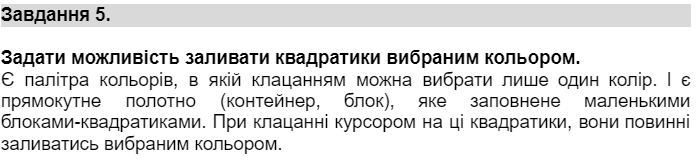 Завдання 5.
Задати можливість заливати квадратики вибраним кольором.
Є палітра кольорів, в якій клацанням можна вибрати лише один колір. І є
прямокутне полотно (контейнер, блок), яке заповнене маленькими
блоками-квадратиками. При клацанні курсором на ці квадратики, вони повинні
заливатись вибраним кольором.